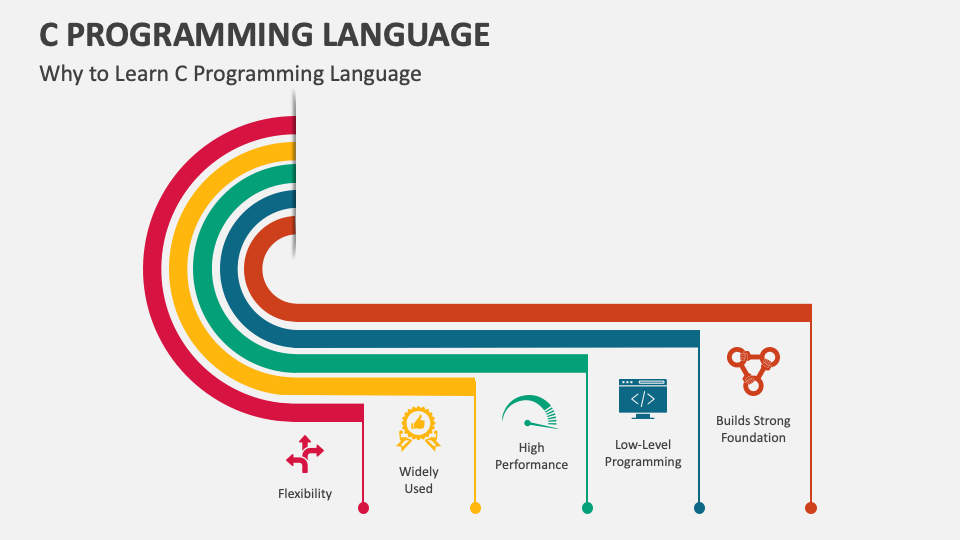 C PROGRAMMING LANGUAGE
Why to Learn C Programming Language
Flexibility
Widely
Used
High
Performance
</>
Low-Level
Programming
Builds Strong
Foundation